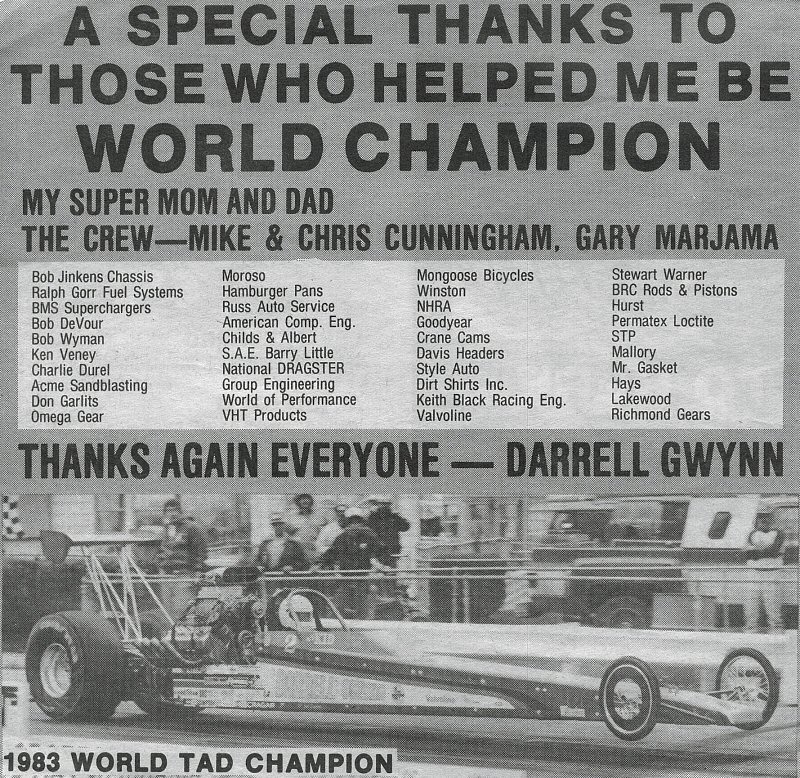 A SPECIAL THANKS TO
THOSE WHO HELPED ME BE
WORLD CHAMPION
MY SUPER MOM AND DAD
THE CREW—MIKE & CHRIS CUNNINGHAM, GARY MARJAMA
Bob Jinkens Chassis
Ralph Gorr Fuel Systems
BMS Superchargers
Bob DeVour
Bob Wyman
Ken Veney
Charlie Durel
Acme Sandblasting
Don Garlits
Omega Gear
Moroso
Hamburger Pans
Russ Auto Service
American Comp. Eng.
Childs & Albert
S.A.E. Barry Little
National DRAGSTER
Group Engineering
World of Performance
VHT Products
Mongoose Bicycles
Winston
NHRA
Goodyear
Crane Cams
Davis Headers
Style Auto
Dirt Shirts Inc.
Keith Black Racing Eng.
Valvoline
Stewart Warner
BRC Rods & Pistons
Hurst
Permatex Loctite
STP
Mallory
Mr. Gasket
Hays
Lakewood
Richmond Gears
THANKS AGAIN EVERYONE — DARRELL GWYNN
2
1983 WORLD TAD CHAMPION